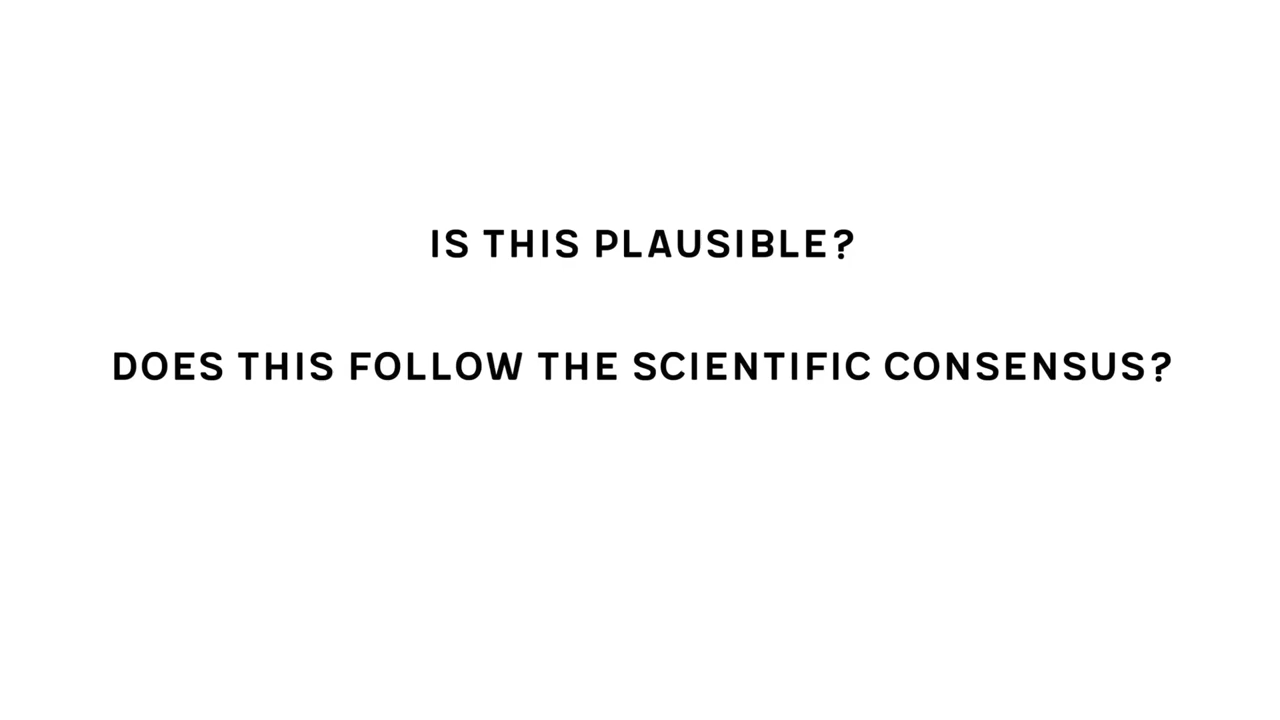 IS THIS PLAUSIBLE?
DOES THIS FOLLOW THE SCIENTIFIC CONSENSUS?